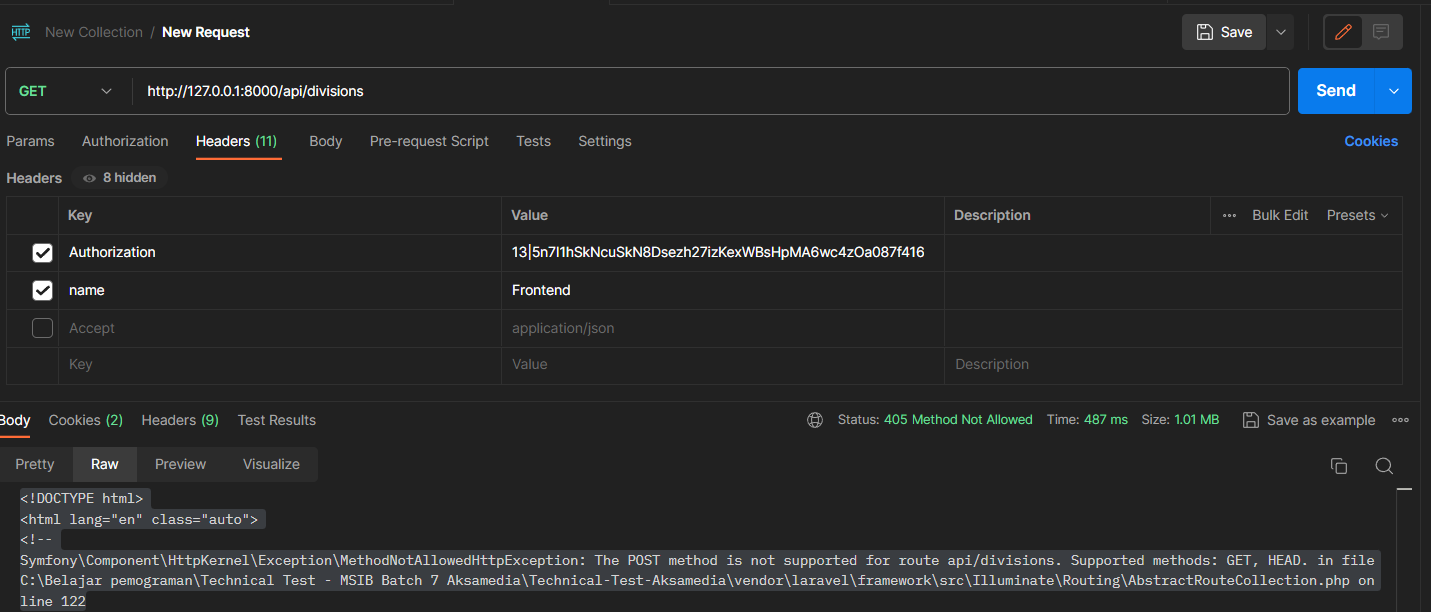 HTTP New Collection / New Request Save
GET http://127.0.0.1:8000/api/divisions Send
Params Authorization Headers (11) Body Pre-request Script Tests Settings Cookies
Headers 8 hidden
Key Value Description ••• Bulk Edit Presets
Authorization 13|5n7I1hSkNcuSkN8Dsezh27izKexWBsHpMA6wc4zOa087f416
name Frontend
Accept application/json
Key Value Description
Body Cookies (2) Headers (9) Test Results Status: 405 Method Not Allowed Time: 487 ms Size: 1.01 MB Save as example •••
Pretty Raw Preview Visualize
<!DOCTYPE html>
<html lang="en" class="auto">
<!--
Symfony\Component\HttpKernel\Exception\MethodNotAllowedHttpException: The POST method is not supported for route api/divisions. Supported methods: GET, HEAD. in file
C:\Belajar pemograman\Technical Test - MSIB Batch 7 Aksamedia\Technical-Test-Aksamedia\vendor\laravel\framework\src\Illuminate\Routing\AbstractRouteCollection.php on
line 122